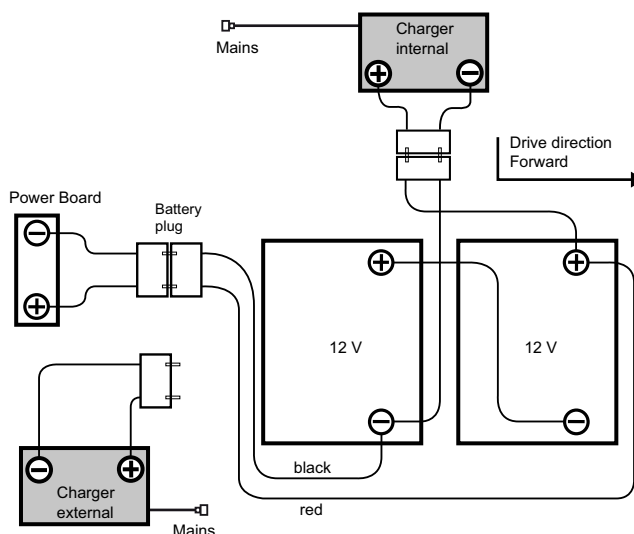 Charger
internal
Mains
Drive direction
Forward
Power Board
Battery
plug
12 V
12 V
black
red
Charger
external
Mains